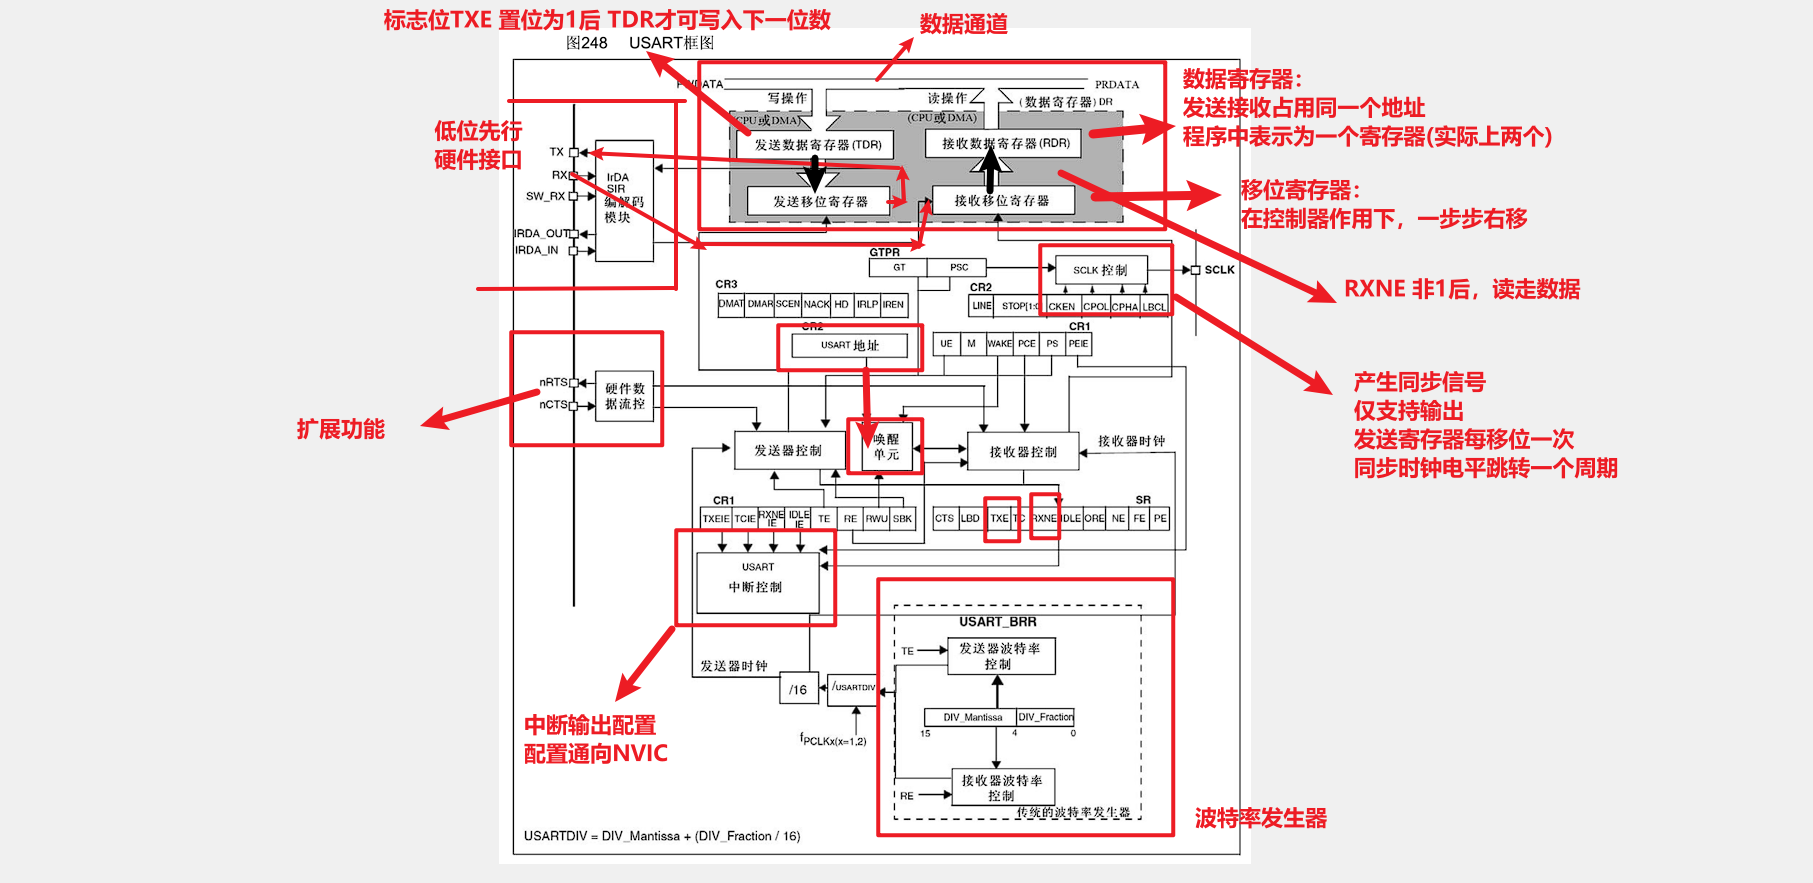 标志位TXE 置位为1后 TDR才可写入下一位数
数据通道
图248 USART框图
PRDATA
写操作
读操作
(数据寄存器)DR
(CPU或DMA)
CPU或DMA)
数据寄存器：
发送接收占用同一个地址
程序中表示为一个寄存器(实际上两个)
发送数据寄存器(TDR)
接收数据寄存器(RDR)
低位先行
硬件接口
TX
RX
SW_RX
IRDA_OUT
IRDA_IN
IrDA
SIR
编解码
模块
发送移位寄存器
接收移位寄存器
移位寄存器：
在控制器作用下，一步步右移
GTPR
GT PSC
SCLK 控制
SCLK
RXNE 非1后，读走数据
CR3
DMAT DMAR SCEN NACK HD IRLP IREN
CR2
LINE STOP[1:0] CKEN CPOL CPHA LBCL
CR2
USART 地址
CR1
UE M WAKE PCE PS PEIE
产生同步信号
仅支持输出
发送寄存器每移位一次
同步时钟电平跳转一个周期
nRTS
nCTS
硬件数
据流控
扩展功能
发送器控制
唤醒
单元
接收器控制
接收器时钟
CR1
TXEIE TCIE RXNE IE IDLE IE TE RE RWU SBK
SR
CTS LBD TXE TC RXNE IDLE ORE NE FE PE
USART
中断控制
中断输出配置
配置通向NVIC
USART_BRR
TE
发送器波特率
控制
发送器时钟
/16
/USARTDIV
fPCLKx(x=1,2)
DIV_Mantissa DIV_Fraction
15 4 0
RE
接收器波特率
控制
传统的波特率发生器
波特率发生器
USARTDIV = DIV_Mantissa + (DIV_Fraction / 16)